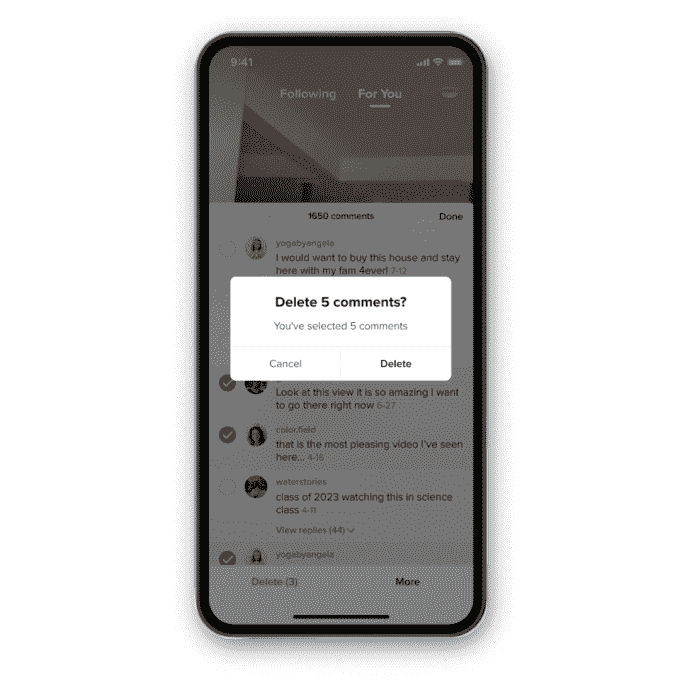 9:41
Following For You
1650 comments Done
yogabyangela
I would want to buy this house and stay
here with my fam 4ever! 7-12
Delete 5 comments?
You've selected 5 comments
Cancel Delete
Look at this view it is so amazing I want
to go there right now 6-27
color.field
that is the most pleasing video I've seen
here... 4-16
waterstories
class of 2023 watching this in science
class 4-11
View replies (44)
yogabyangela
Delete (3) More